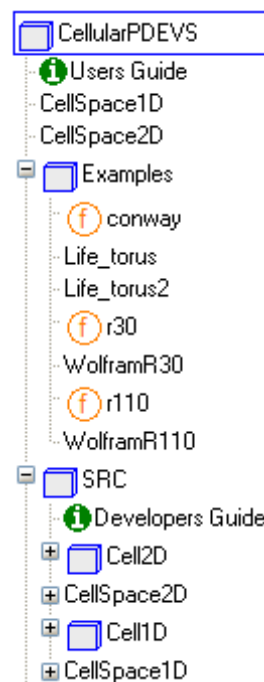 CellularPDEVS
Users Guide
CellSpace1D
CellSpace2D
Examples
f conway
Life_torus
Life_torus2
f r30
WolframR30
f r110
WolframR110
SRC
Developers Guide
Cell2D
CellSpace2D
Cell1D
CellSpace1D